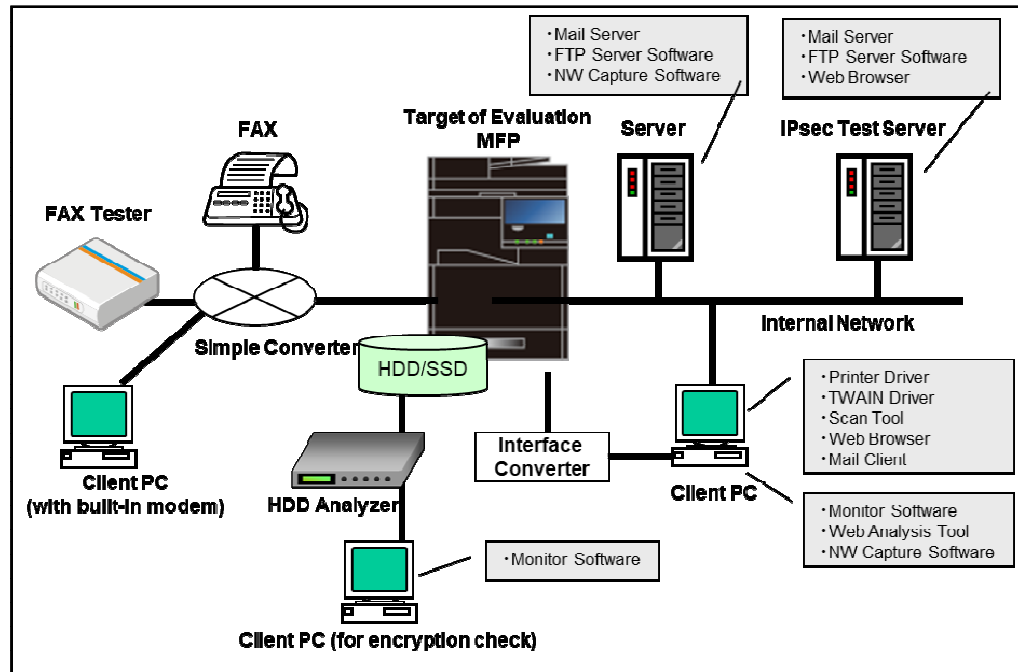 ・Mail Server
・FTP Server Software
・NW Capture Software
・Mail Server
・FTP Server Software
・Web Browser
FAX
Target of Evaluation
MFP
Server
IPsec Test Server
FAX Tester
Simple Converter
Internal Network
HDD/SSD
Client PC
(with built-in modem)
HDD Analyzer
Interface
Converter
Client PC
・Printer Driver
・TWAIN Driver
・Scan Tool
・Web Browser
・Mail Client
・Monitor Software
・Web Analysis Tool
・NW Capture Software
・Monitor Software
Client PC (for encryption check)